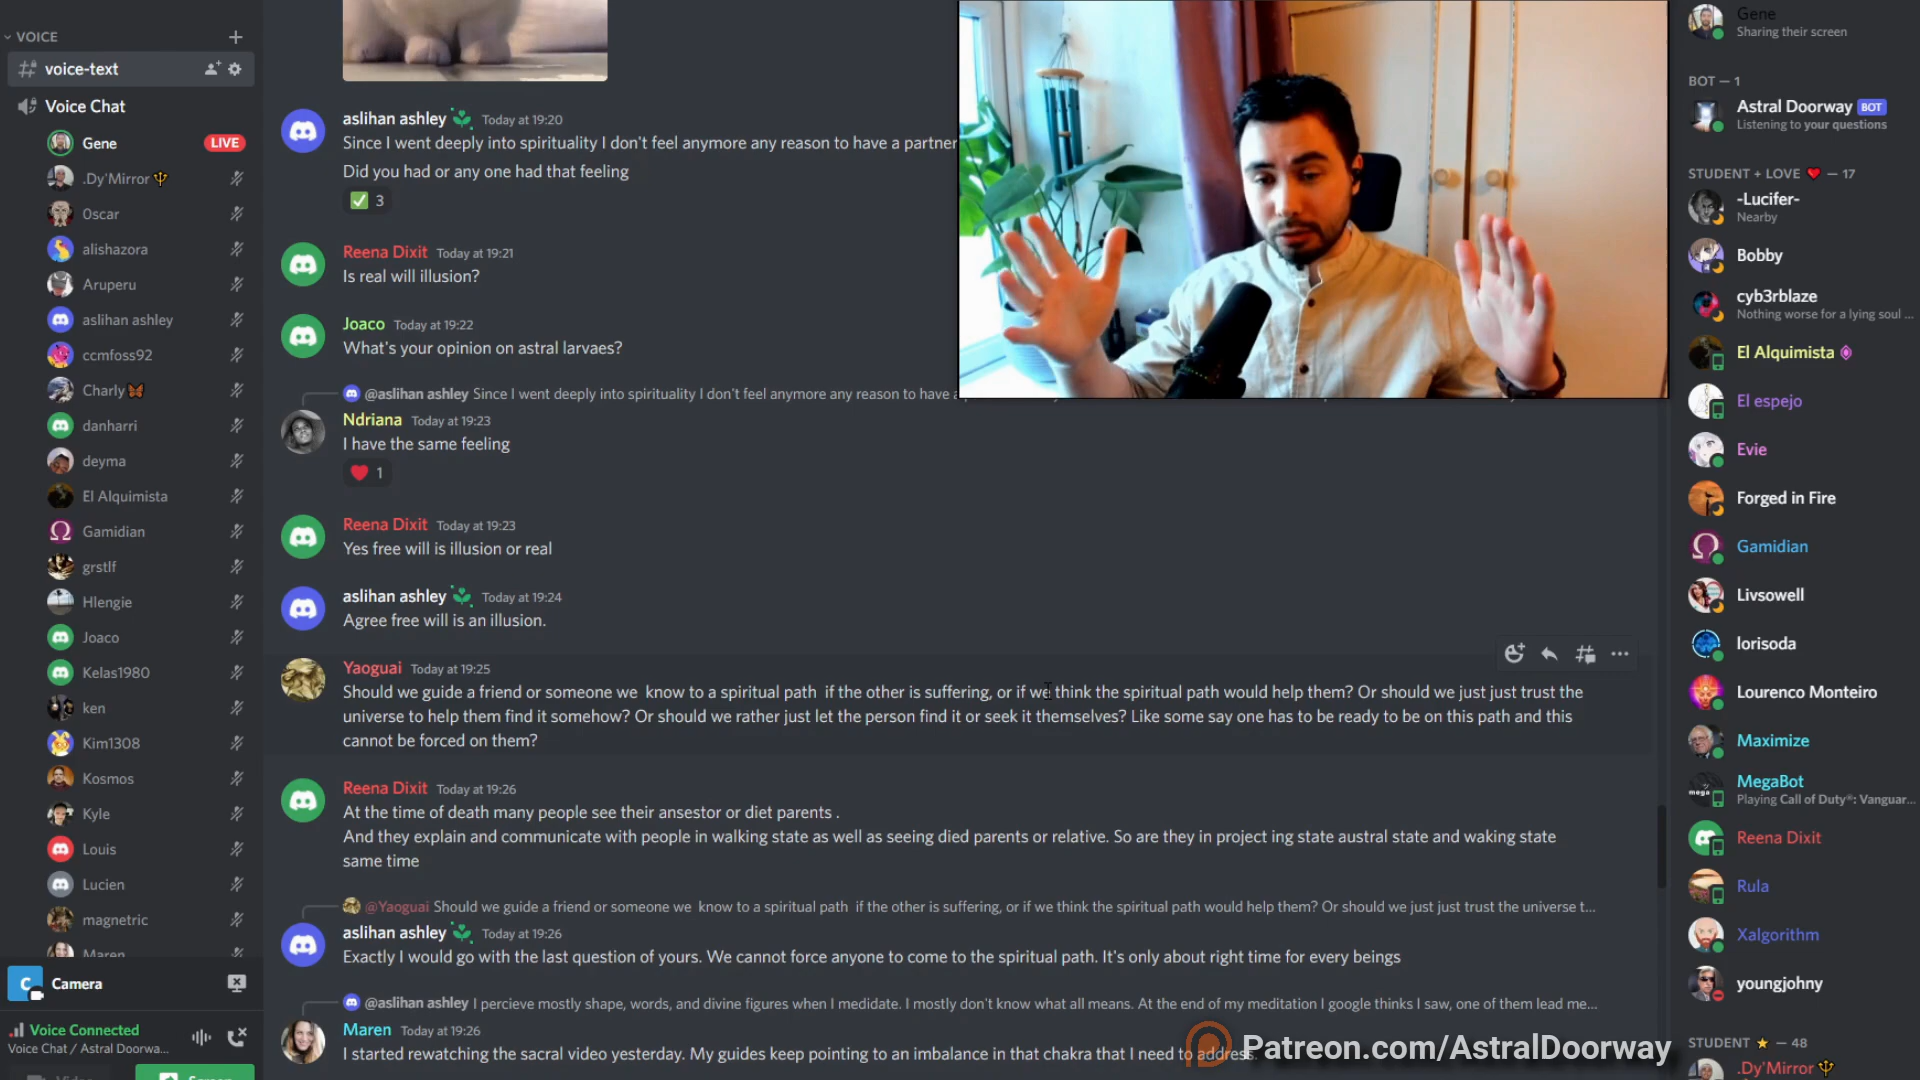 VOICE
voice-text
Voice Chat
Gene
LIVE
.Dy'Mirror
Oscar
alishazora
Aruperu
aslihan ashley
ccmfoss92
Charly
danharri
deyma
El Alquimista
Gamidian
grstlf
Hlengie
Joaco
Kelas1980
ken
Kim1308
Kosmos
Kyle
Louis
Lucien
magnetric
Maren
C
Camera
Voice Connected
Voice Chat / Astral Doorwa...
aslihan ashley Today at 19:20
Since I went deeply into spirituality I don't feel anymore any reason to have a partner
Did you had or any one had that feeling
3
Reena Dixit Today at 19:21
Is real will illusion?
Joaco Today at 19:22
What's your opinion on astral larvaes?
@aslihan ashley Since I went deeply into spirituality I don't feel anymore any reason to have
Ndriana Today at 19:23
I have the same feeling
1
Reena Dixit Today at 19:23
Yes free will is illusion or real
aslihan ashley Today at 19:24
Agree free will is an illusion.
Yaoguai Today at 19:25
Should we guide a friend or someone we know to a spiritual path if the other is suffering, or if we think the spiritual path would help them? Or should we just just trust the
universe to help them find it somehow? Or should we rather just let the person find it or seek it themselves? Like some say one has to be ready to be on this path and this
cannot be forced on them?
Reena Dixit Today at 19:26
At the time of death many people see their ansestor or diet parents .
And they explain and communicate with people in walking state as well as seeing died parents or relative. So are they in project ing state austral state and waking state
same time
@Yaoguai Should we guide a friend or someone we know to a spiritual path if the other is suffering, or if we think the spiritual path would help them? Or should we just just trust the universe t...
aslihan ashley Today at 19:26
Exactly I would go with the last question of yours. We cannot force anyone to come to the spiritual path. It's only about right time for every beings
@aslihan ashley I percieve mostly shape, words, and divine figures when I medidate. I mostly don't know what all means. At the end of my meditation I google thinks I saw, one of them lead me...
Maren Today at 19:26
I started rewatching the sacral video yesterday. My guides keep pointing to an imbalance in that chakra that I need to address.
Patreon.com/AstralDoorway
Gene
Sharing their screen
BOT — 1
Astral Doorway BOT
Listening to your questions
STUDENT + LOVE — 17
-Lucifer-
Nearby
Bobby
cyb3rblaze
Nothing worse for a lying soul ...
El Alquimista
El espejo
Evie
Forged in Fire
Gamidian
Livsowell
lorisoda
Lourenco Monteiro
Maximize
mega
MegaBot
Playing Call of Duty®: Vanguar...
Reena Dixit
Rula
Xalgorithm
youngjohny
STUDENT — 48
.Dy'Mirror